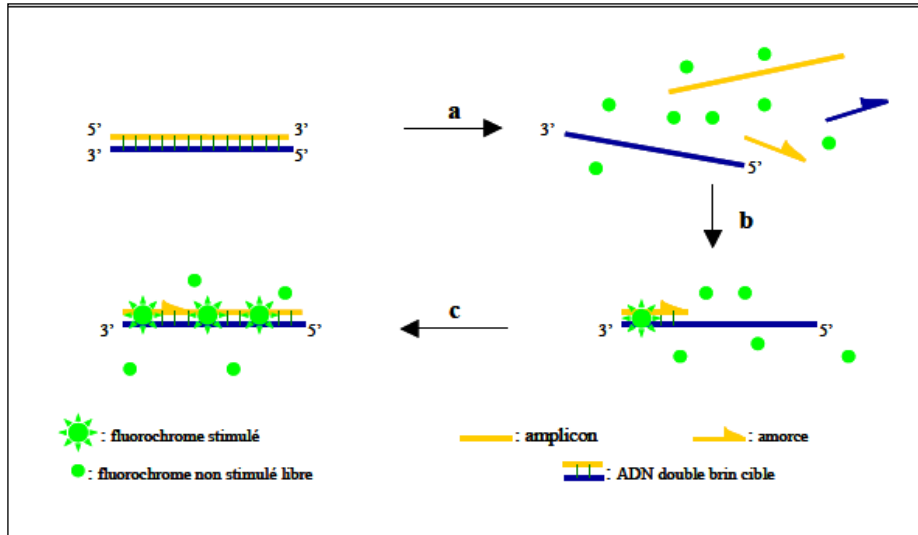 5’ 3’
3’ 5’
a
3’
5’
b
c
3’ 5’
3’ 5’
: fluorochrome stimulé
: amplicon
: amorce
: fluorochrome non stimulé libre
: ADN double brin cible